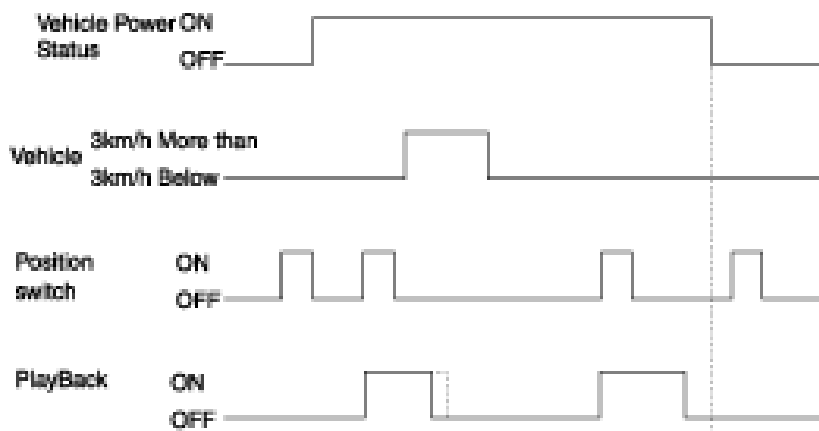 Vehicle Power ON
Status
OFF
3km/h More than
Vehicle
3km/h Below
Position ON
switch OFF
PlayBack ON
OFF